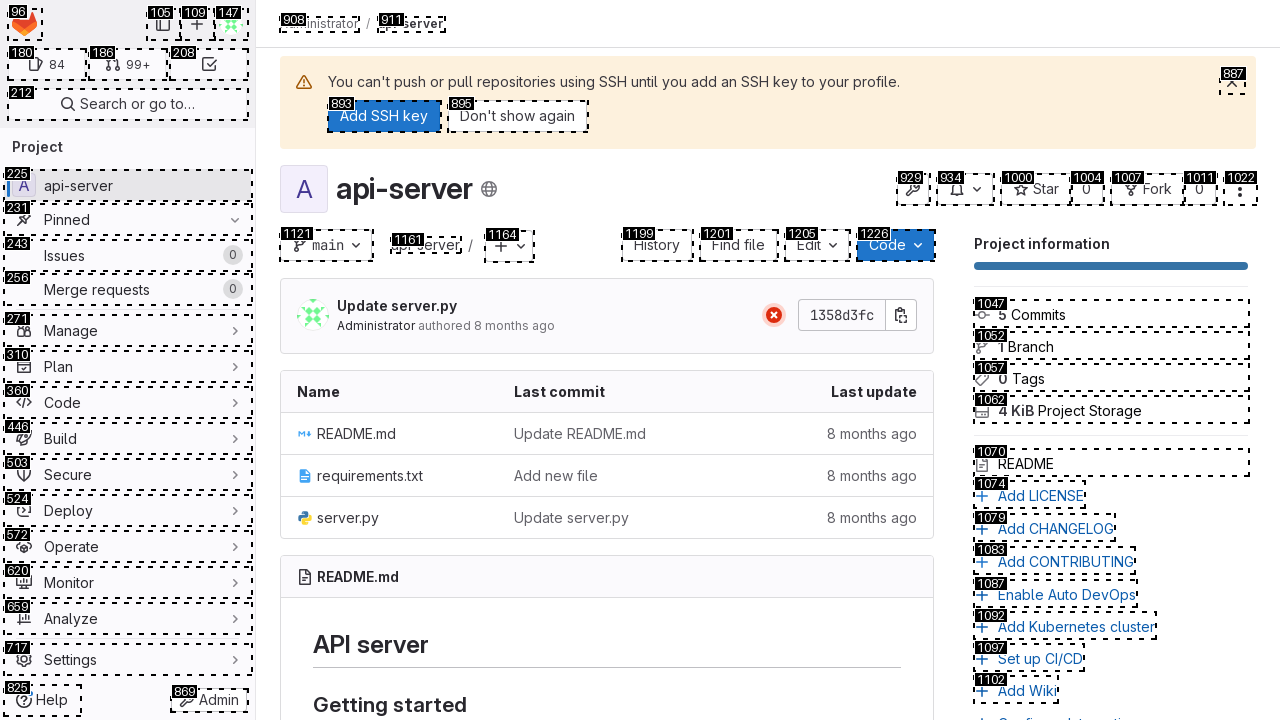 96
105
109
147
180
84
186
99+
208
212
Search or go to…
Project
225
A
api-server
231
Pinned
243
Issues
0
256
Merge requests
0
271
Manage
310
Plan
360
Code
446
Build
503
Secure
524
Deploy
572
Operate
620
Monitor
659
Analyze
717
Settings
825
Help
869
Admin
908
Administrator
/
911
api-server
You can't push or pull repositories using SSH until you add an SSH key to your profile.
887
893
Add SSH key
895
Don't show again
A
api-server
929
934
1000
Star
1004
0
1007
Fork
1011
0
1022
1121
main
1161
api-server
/
1164
1199
History
1201
Find file
1205
Edit
1226
Code
Update server.py
Administrator authored 8 months ago
1358d3fc
Name
Last commit
Last update
README.md
Update README.md
8 months ago
requirements.txt
Add new file
8 months ago
server.py
Update server.py
8 months ago
README.md
API server
Getting started
Project information
1047
5 Commits
1052
1 Branch
1057
0 Tags
1062
4 KiB Project Storage
1070
README
1074
Add LICENSE
1079
Add CHANGELOG
1083
Add CONTRIBUTING
1087
Enable Auto DevOps
1092
Add Kubernetes cluster
1097
Set up CI/CD
1102
Add Wiki